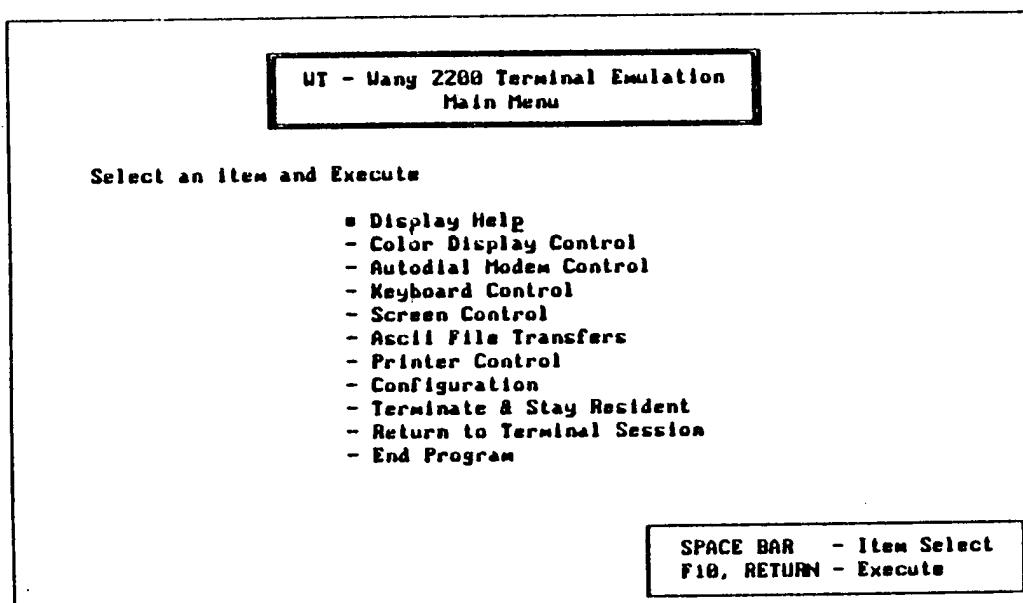 WT - Wang 2200 Terminal Emulation
Main Menu
Select an item and Execute
■ Display Help
- Color Display Control
- Autodial Modem Control
- Keyboard Control
- Screen Control
- Ascii File Transfers
- Printer Control
- Configuration
- Terminate & Stay Resident
- Return to Terminal Session
- End Program
SPACE BAR - Item Select
F10, RETURN - Execute